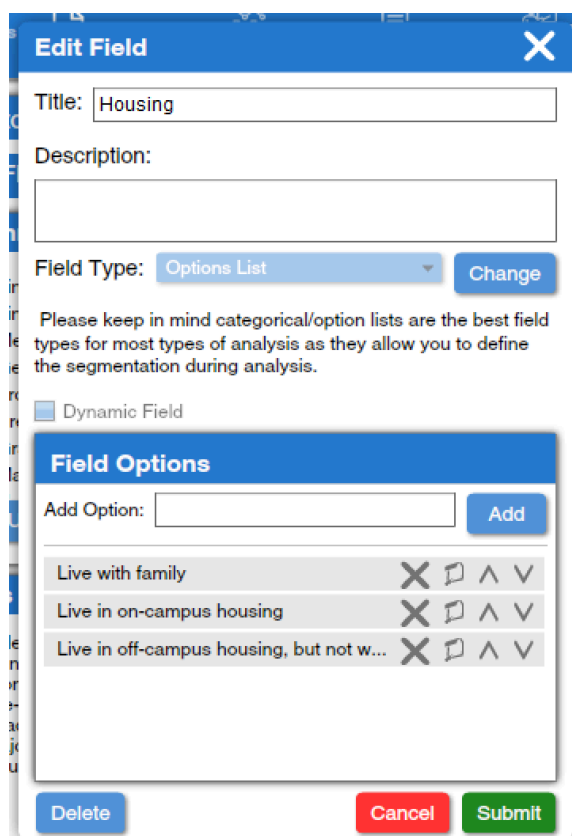 Edit Field
Title: Housing
Description:
Field Type: Options List Change
Please keep in mind categorical/option lists are the best field
types for most types of analysis as they allow you to define
the segmentation during analysis.
Dynamic Field
Field Options
Add Option: Add
Live with family
Live in on-campus housing
Live in off-campus housing, but not w...
Delete Cancel Submit